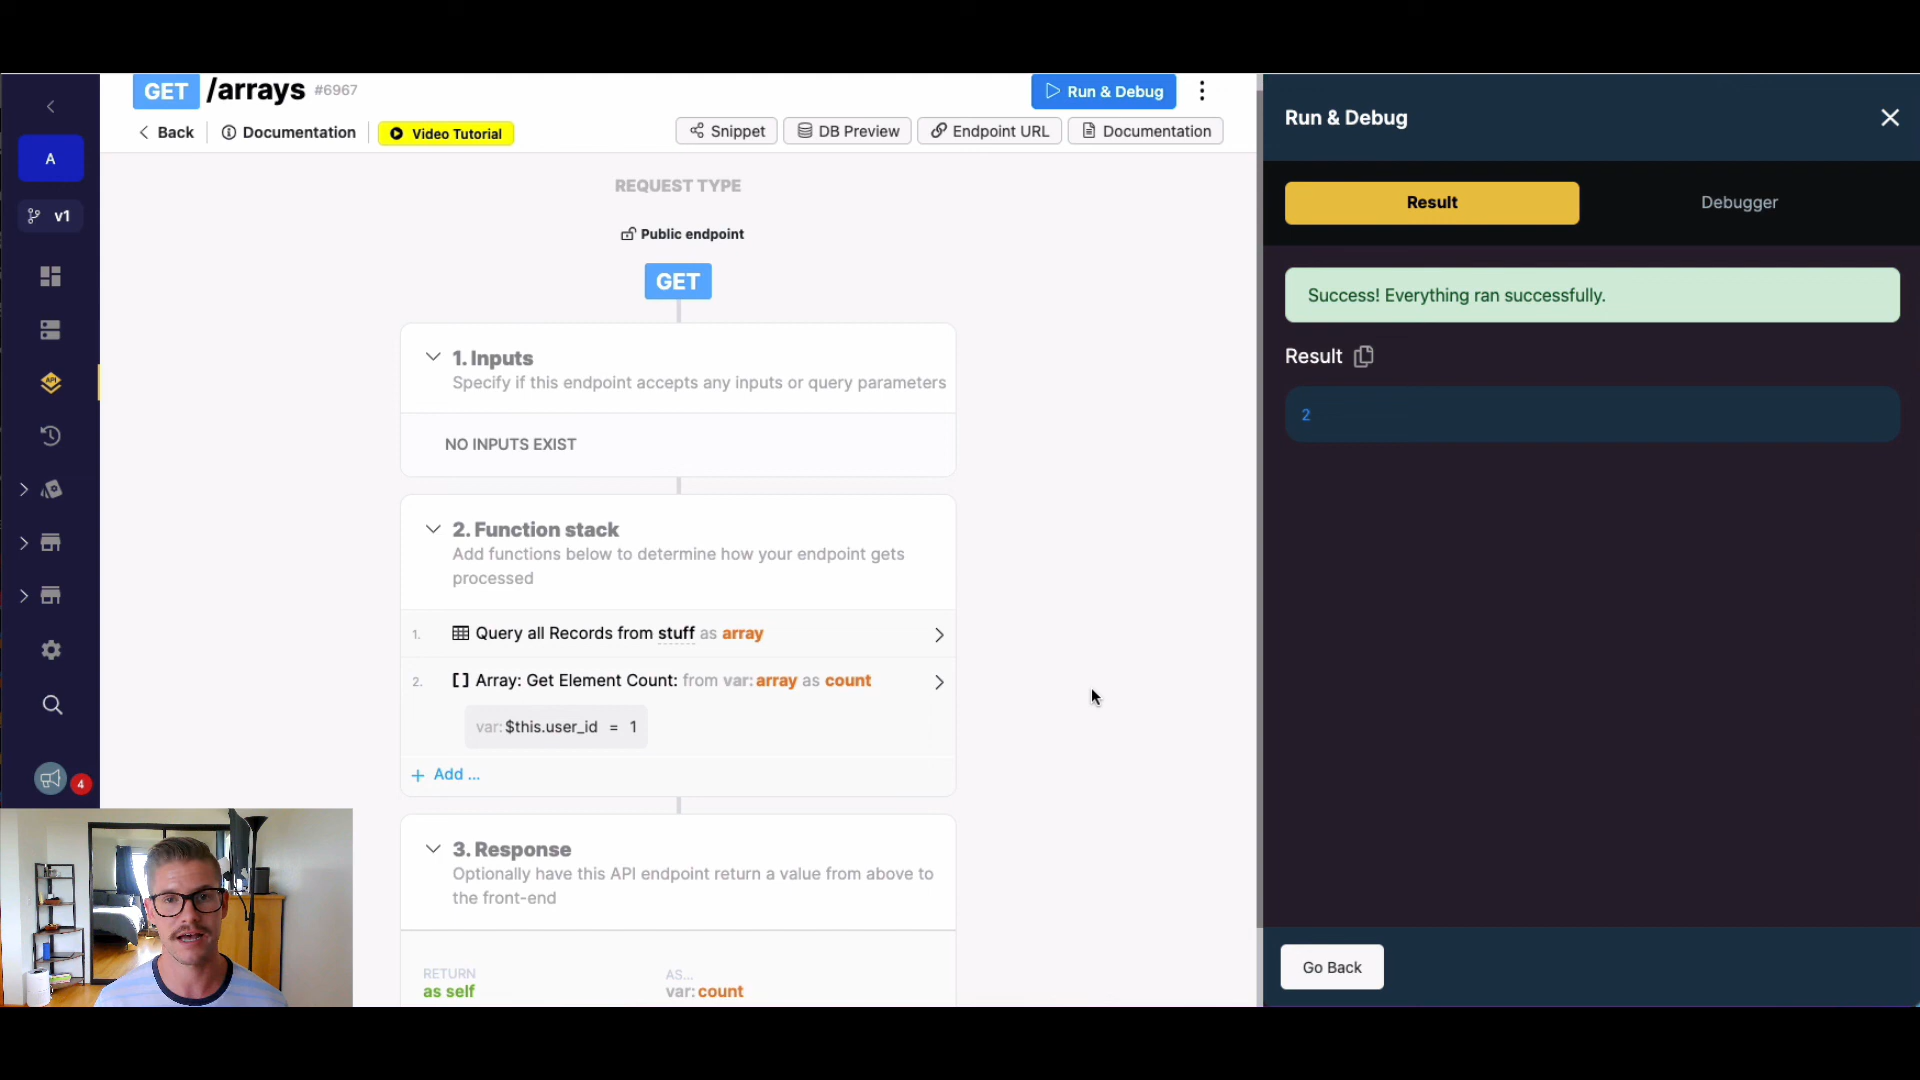 GET /arrays #6967
Run & Debug
Back
Documentation
Video Tutorial
Snippet
DB Preview
Endpoint URL
Documentation
A
v1
API
4
REQUEST TYPE
Public endpoint
GET
1. Inputs
Specify if this endpoint accepts any inputs or query parameters
NO INPUTS EXIST
2. Function stack
Add functions below to determine how your endpoint gets
processed
1. Query all Records from stuff as array
2. [] Array: Get Element Count: from var: array as count
var: $this.user_id = 1
+ Add ...
3. Response
Optionally have this API endpoint return a value from above to
the front-end
RETURN AS...
as self var: count
Run & Debug
Result Debugger
Success! Everything ran successfully.
Result
2
Go Back